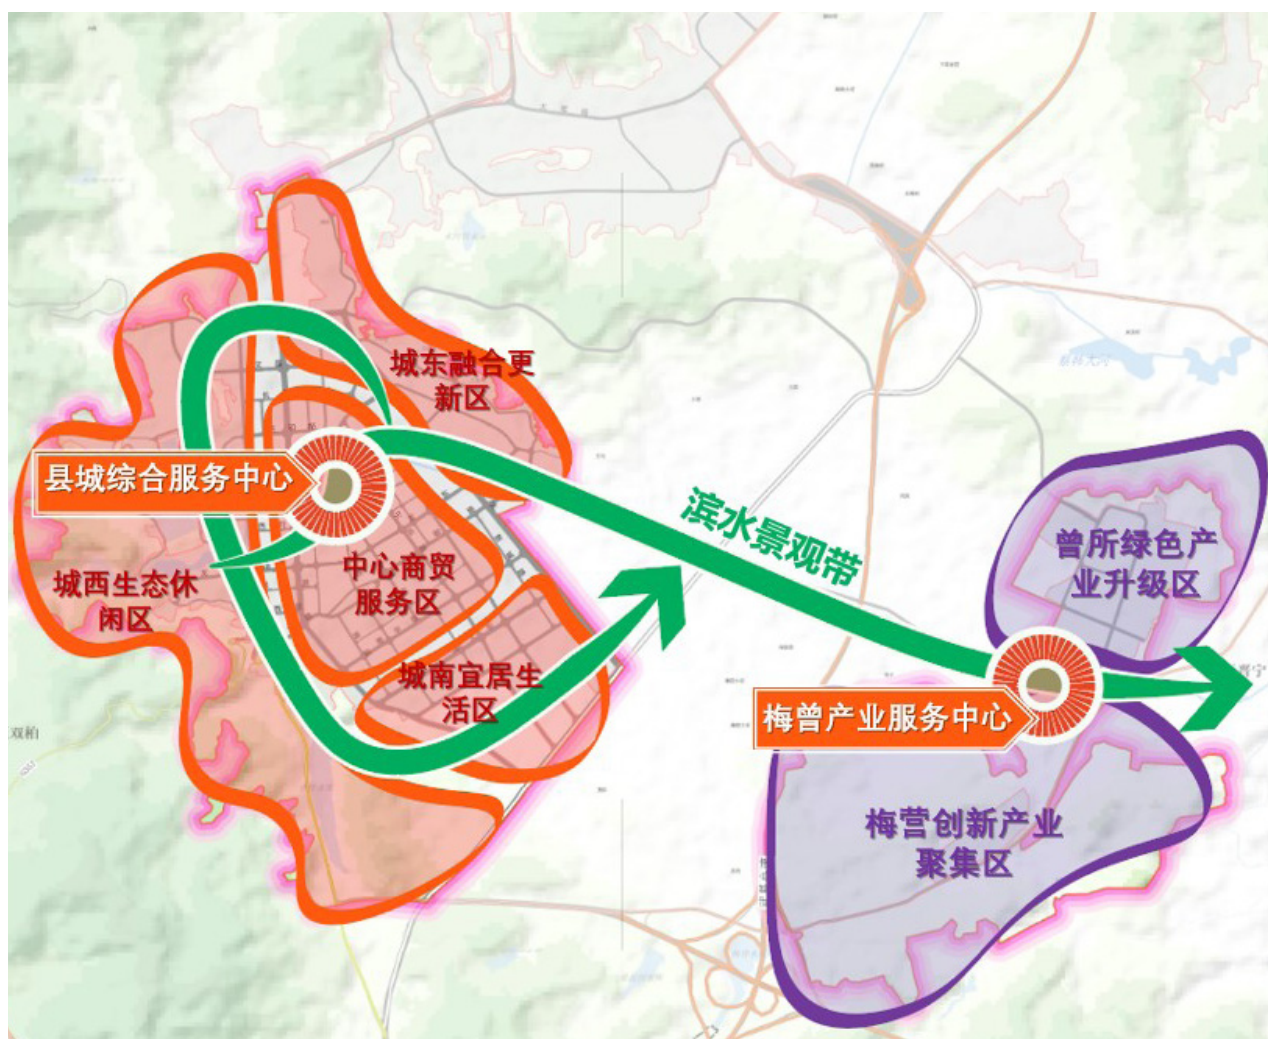 城东融合更
新区
县城综合服务中心
滨水景观带
中心商贸
服务区
城西生态休
闲区
曾所绿色产
业升级区
城南宜居生
活区
梅曾产业服务中心
双柏
梅营创新产业
聚集区